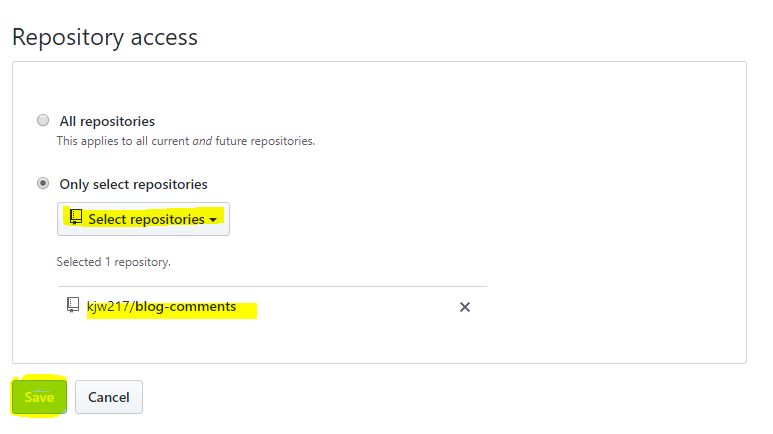 Repository access
All repositories
This applies to all current and future repositories.
Only select repositories
Select repositories
Selected 1 repository.
kjw217/blog-comments
Save Cancel